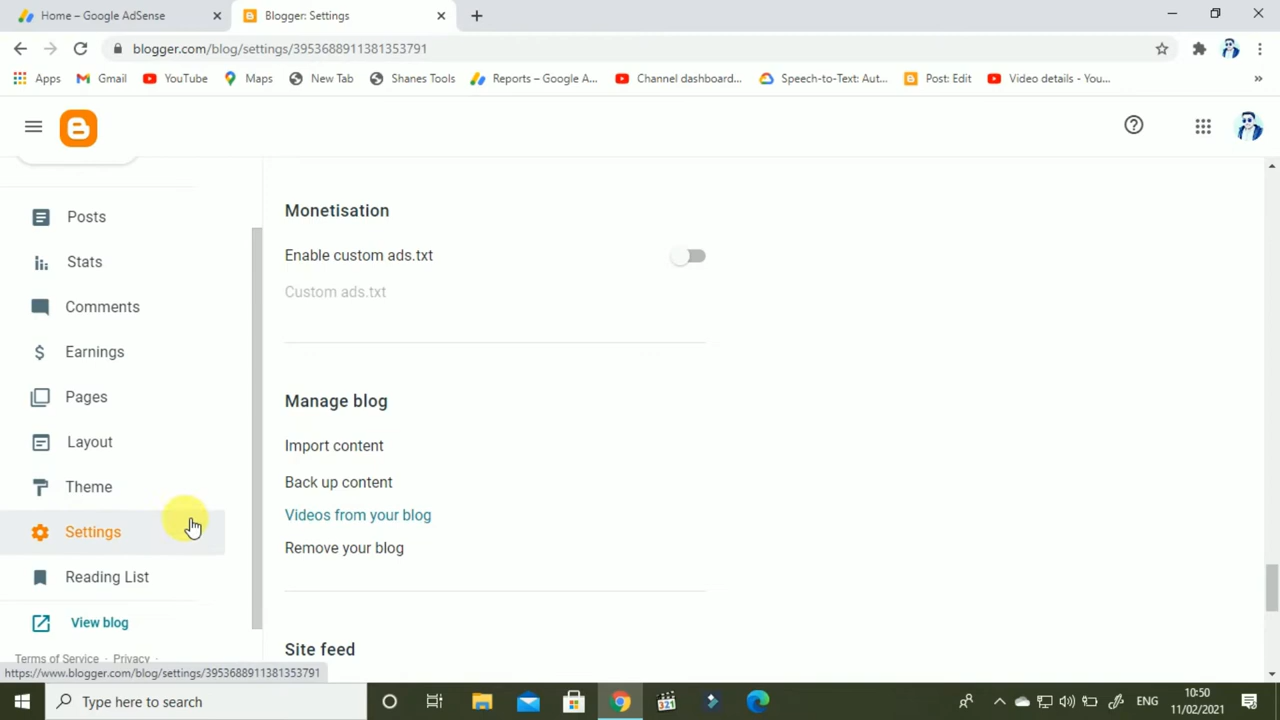 Home – Google AdSense
Blogger: Settings
blogger.com/blog/settings/3953688911381353791
Apps
Gmail
YouTube
Maps
New Tab
Shanes Tools
Reports – Google A...
Channel dashboard...
Speech-to-Text: Aut...
Post: Edit
Video details - You...
»
Posts
Stats
Comments
Earnings
Pages
Layout
Theme
Settings
Reading List
View blog
Terms of Service · Privacy ·
https://www.blogger.com/blog/settings/3953688911381353791
Monetisation
Enable custom ads.txt
Custom ads.txt
Manage blog
Import content
Back up content
Videos from your blog
Remove your blog
Site feed
Type here to search
321
ENG
10:50
11/02/2021